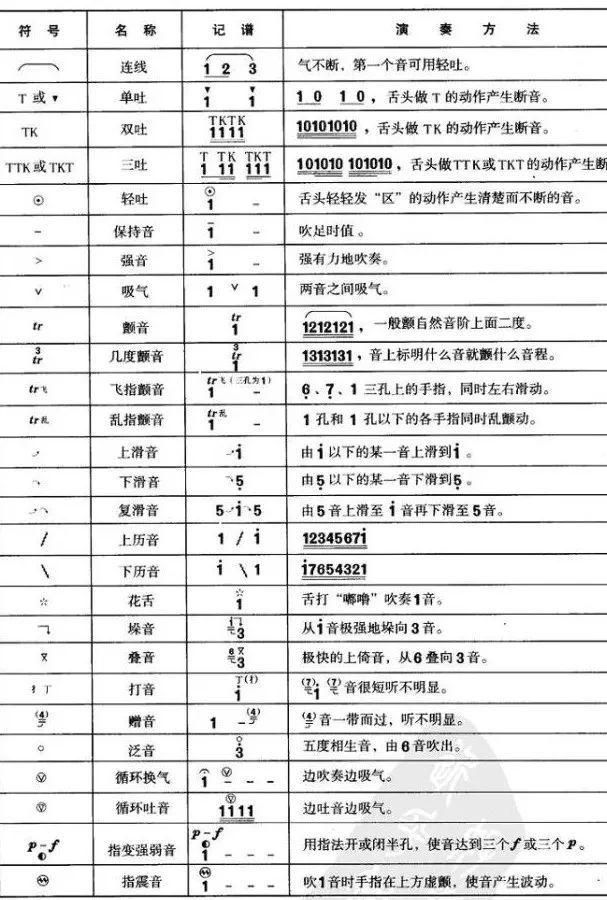 符号 名称 记谱 演奏方法
连线 1 2 3 气不断，第一个音可用轻吐。
T 或 ▼ 单吐 1 1 1 0 1 0，舌头做 T 的动作产生断音。
TK 双吐 TKTK 1111 10101010，舌头做 TK 的动作产生断音。
TTK 或 TKT 三吐 T TK TKT 1 11 111 101010 101010，舌头做TTK或TKT的动作产生断
⊙ 轻吐 1 - 舌头轻轻发“区”的动作产生清楚而不断的音。
- 保持音 1 - 吹足时值。
> 强音 > 1 - 强有力地吹奏。
∨ 吸气 1 ∨ 1 两音之间吸气。
tr 颤音 tr 1 1212121，一般颤自然音阶上面二度。
3 tr 几度颤音 3 tr 1 1313131，音上标明什么音就颤什么音程。
tr飞 飞指颤音 tr飞(三孔为1) 1 - 6、7、1 三孔上的手指，同时左右滑动。
tr乱 乱指颤音 tr乱 1 - 1 孔和 1 孔以下的各手指同时乱颤动。
上滑音 i 由 i 以下的某一音上滑到 i。
下滑音 5 由 5 以下的某一音下滑到 5。
复滑音 5 i 5 由 5 音上滑至 i 音再下滑至 5 音。
/ 上历音 1 / i 1234567i
\ 下历音 i \ 1 i7654321
☆ 花舌 ☆ 1 舌打“嘟噜”吹奏1音。
垛音 i 3 从 i 音极强地垛向 3 音。
叠音 6 3 极快的上倚音，从 6 叠向 3 音。
扌丁 打音 丁(扌) i (7) i (7) 音很短听不明显。
(4) 赠音 1 - (4) (4) 音一带而过，听不明显。
○ 泛音 ○ 3 五度相生音，由 6 音吹出。
循环换气 1 - - - 边吹奏边吸气。
循环吐音 1111 边吐音边吸气。
p-f 指变强弱音 p-f 1 - - - 用指法开或闭半孔，使音达到三个 f 或三个 p。
指震音 1 - - - 吹1音时手指在上方虚颤，使音产生波动。